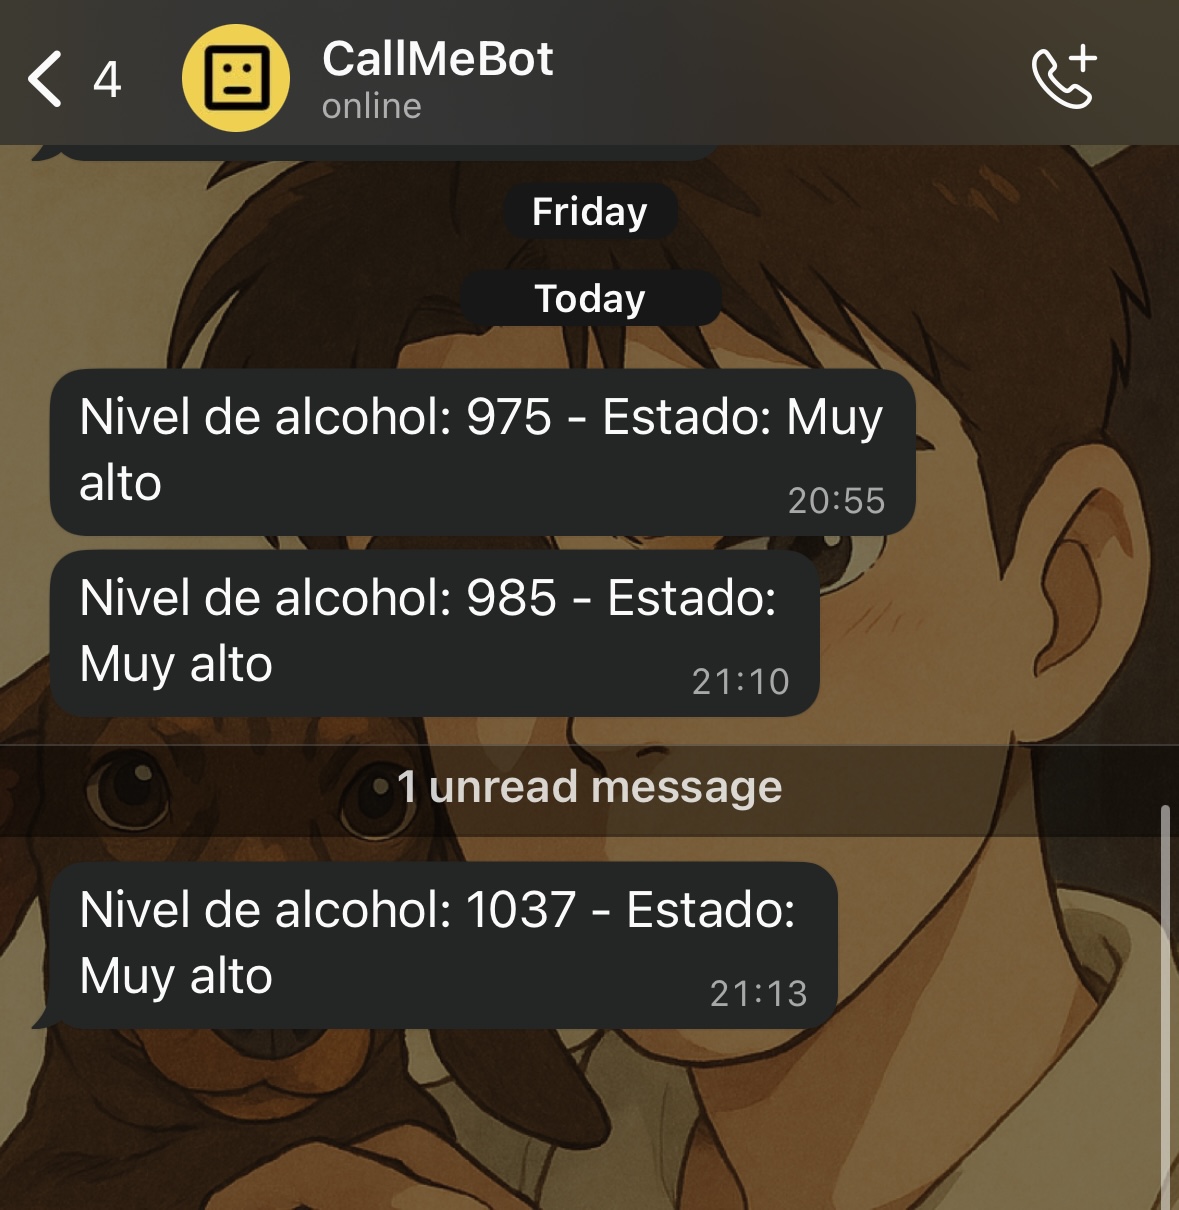 4
CallMeBot
online
Friday
Today
Nivel de alcohol: 975 - Estado: Muy
alto
20:55
Nivel de alcohol: 985 - Estado:
Muy alto
21:10
1 unread message
Nivel de alcohol: 1037 - Estado:
Muy alto
21:13